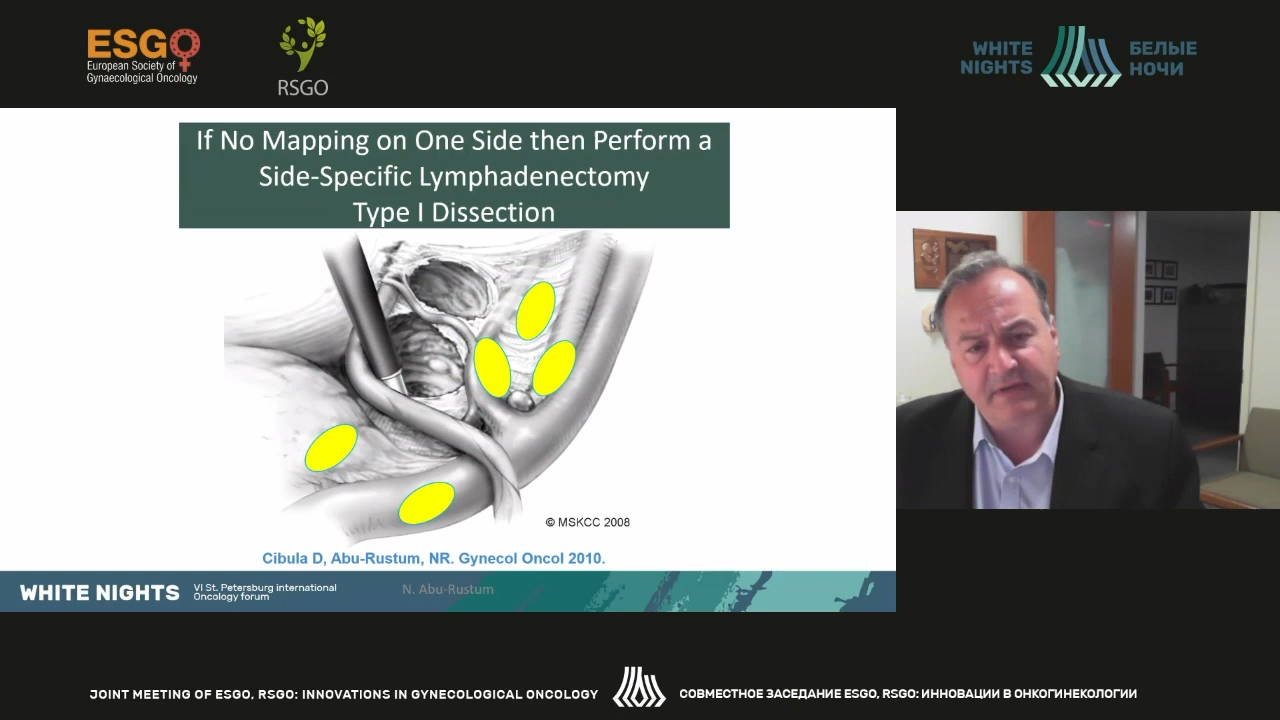 ESGO
European Society of
Gynaecological Oncology
RSGO
WHITE
NIGHTS
БЕЛЫЕ
НОЧИ
If No Mapping on One Side then Perform a
Side-Specific Lymphadenectomy
Type I Dissection
© MSKCC 2008
Cibula D, Abu-Rustum, NR. Gynecol Oncol 2010.
WHITE NIGHTS
VI St. Petersburg international
Oncology forum
N. Abu-Rustum
JOINT MEETING OF ESGO, RSGO: INNOVATIONS IN GYNECOLOGICAL ONCOLOGY
СОВМЕСТНОЕ ЗАСЕДАНИЕ ESGO, RSGO: ИННОВАЦИИ В ОНКОГИНЕКОЛОГИИ